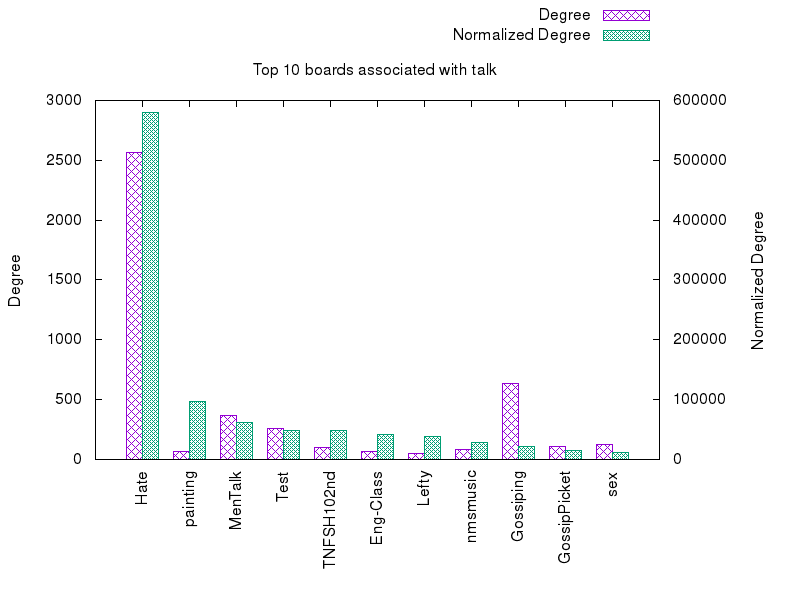 Degree
Normalized Degree
Top 10 boards associated with talk
3000
2500
2000
1500
1000
500
0
600000
500000
400000
300000
200000
100000
0
Degree
Normalized Degree
Hate
painting
MenTalk
Test
TNFSH102nd
Eng-Class
Lefty
nmsmusic
Gossiping
GossipPicket
sex